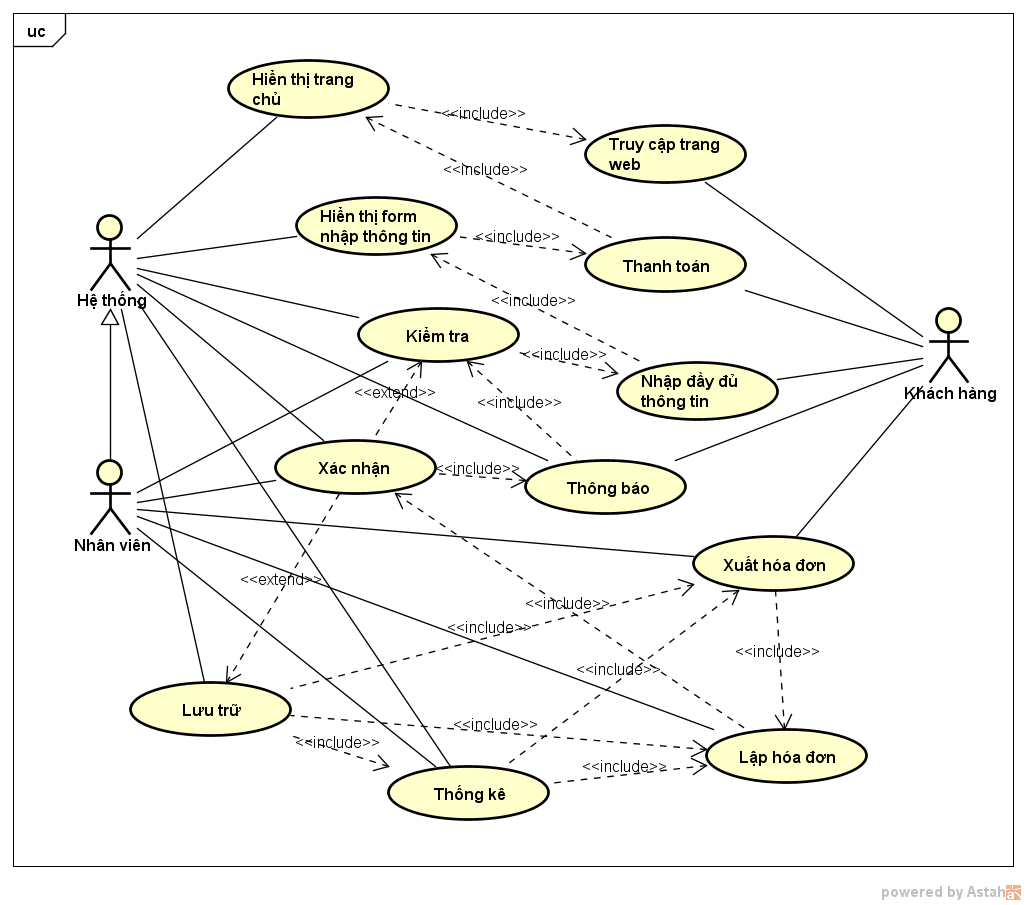 uc
Hiển thị trang
chủ
<<include>>
Truy cập trang
web
<<include>>
Hiển thị form
nhập thông tin
<<include>>
Thanh toán
Hệ thống
<<include>>
Kiểm tra
<<include>>
Nhập đầy đủ
thông tin
Khách hàng
<<extend>>
<<include>>
Xác nhận
<<include>>
Thông báo
Nhân viên
Xuất hóa đơn
<<extend>>
<<include>>
<<include>>
<<include>>
<<include>>
Lưu trữ
<<include>>
<<include>>
<<include>>
Lập hóa đơn
Thống kê
powered by Astah